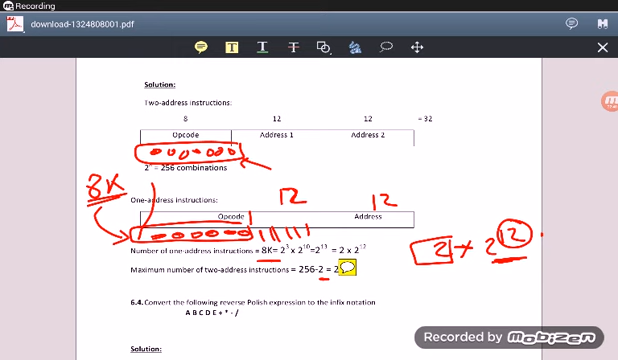 Recording
download-1324808001.pdf
Solution:
Two-address instructions:
8 12 12 = 32
Opcode Address 1 Address 2
= 256 combinations
8K
One-address instructions:
12 12
Opcode Address
Number of one-address instructions = 8K= 2³ x 2¹⁰ =2¹³ = 2 x 2¹²
2 x 2¹²
Maximum number of two-address instructions = 256-2 = 2
6.4. Convert the following reverse Polish expression to the infix notation
A B C D E + * - /
Solution:
Recorded by
mobizen